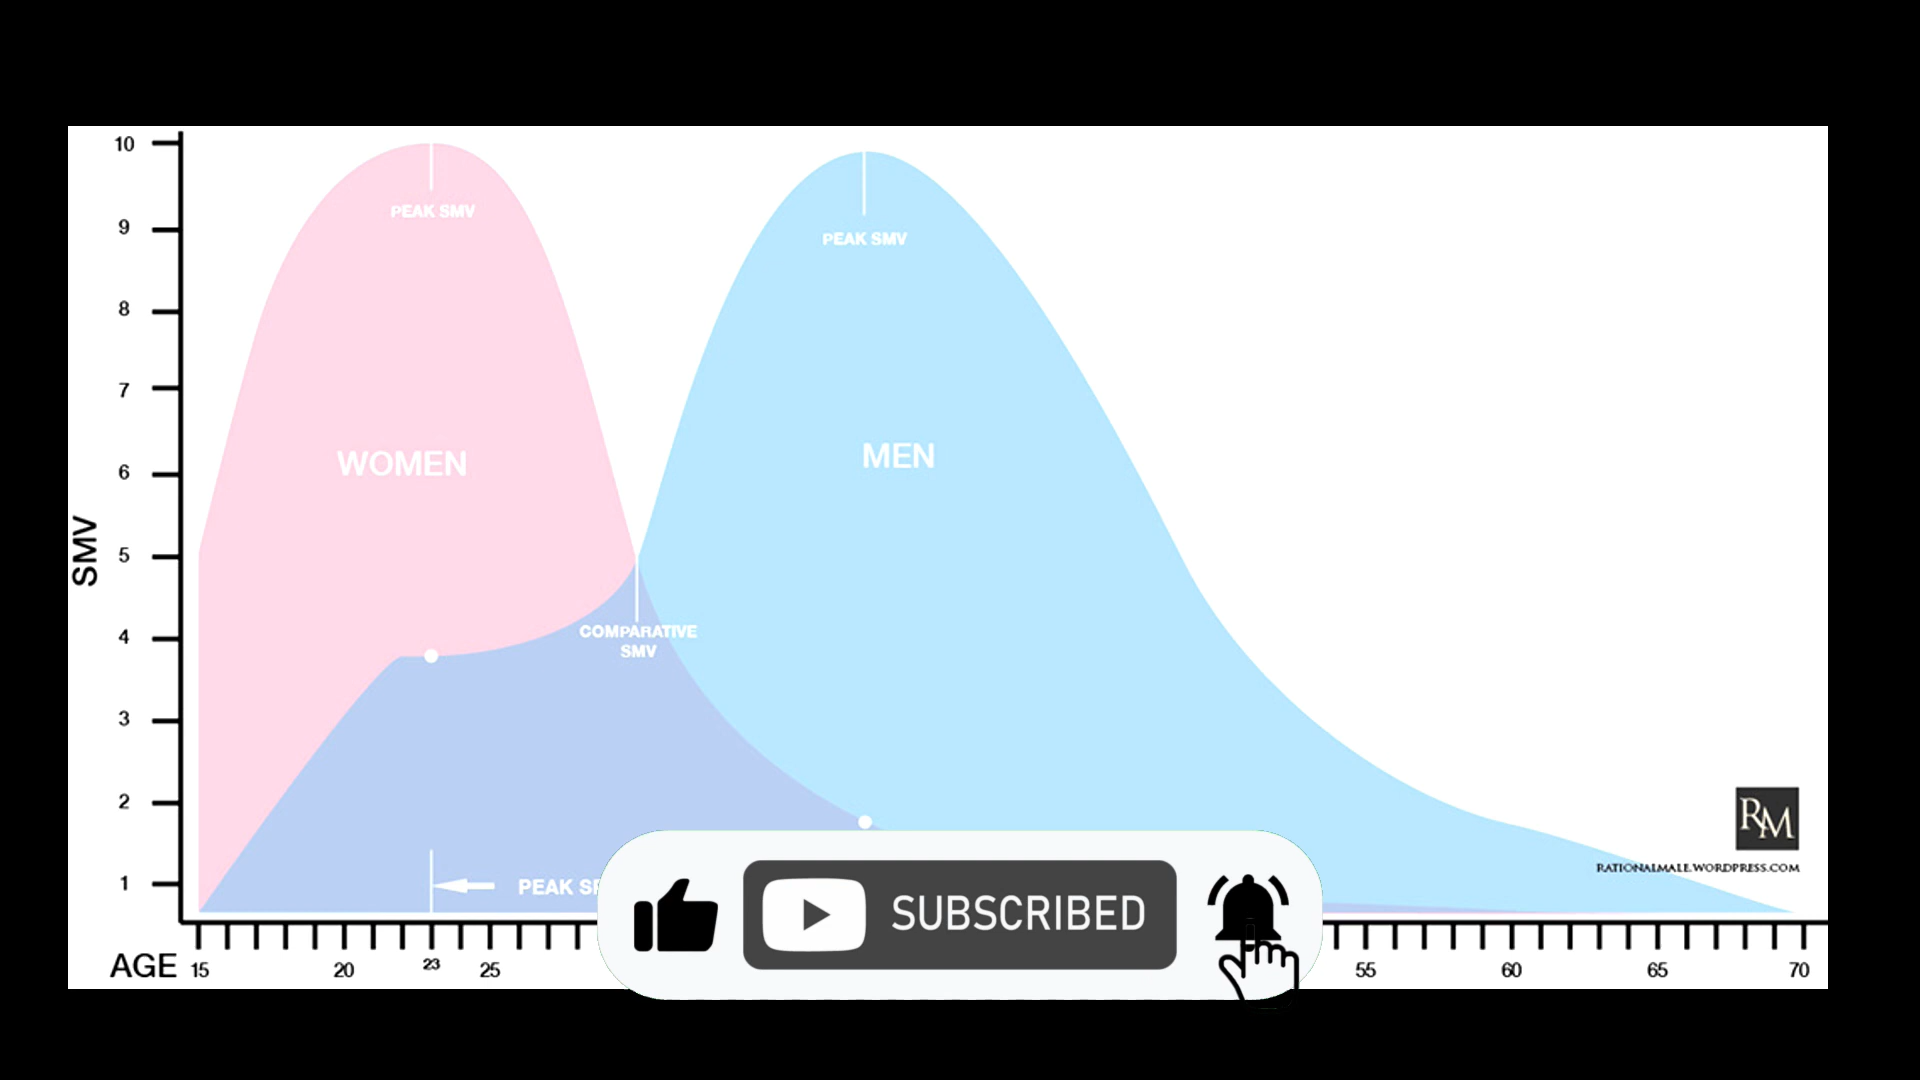 10
PEAK SMV
9
PEAK SMV
8
7
WOMEN
MEN
6
SMV
5
4
COMPARATIVE
SMV
3
2
RM
RATIONALMALE.WORDPRESS.COM
1
PEAK
SUBSCRIBED
AGE 15 20 23 25 55 60 65 70